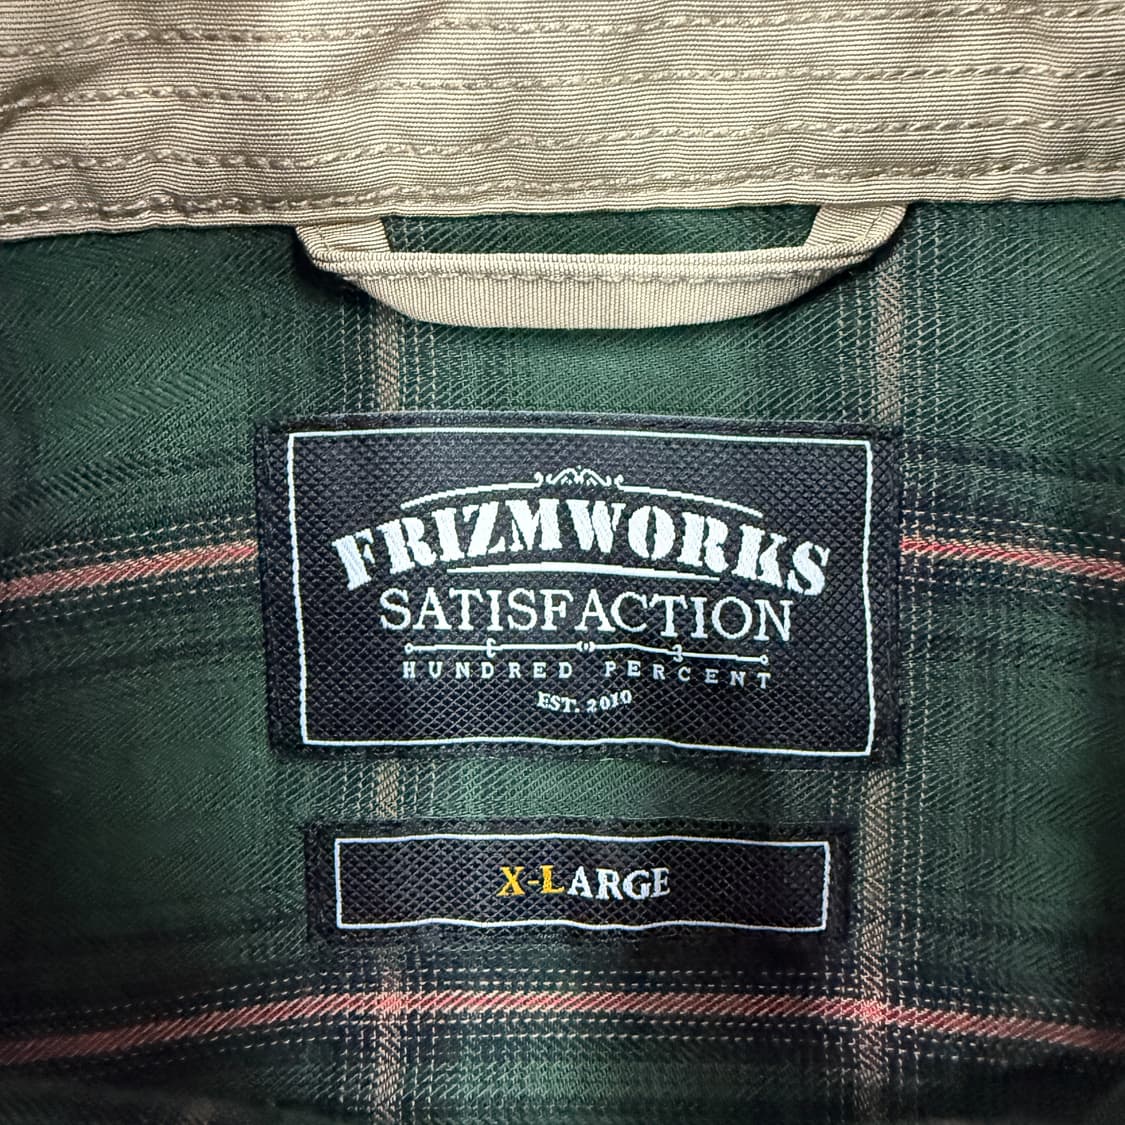 FRIZMWORKS
SATISFACTION
HUNDRED PERCENT
EST. 2010
X-LARGE